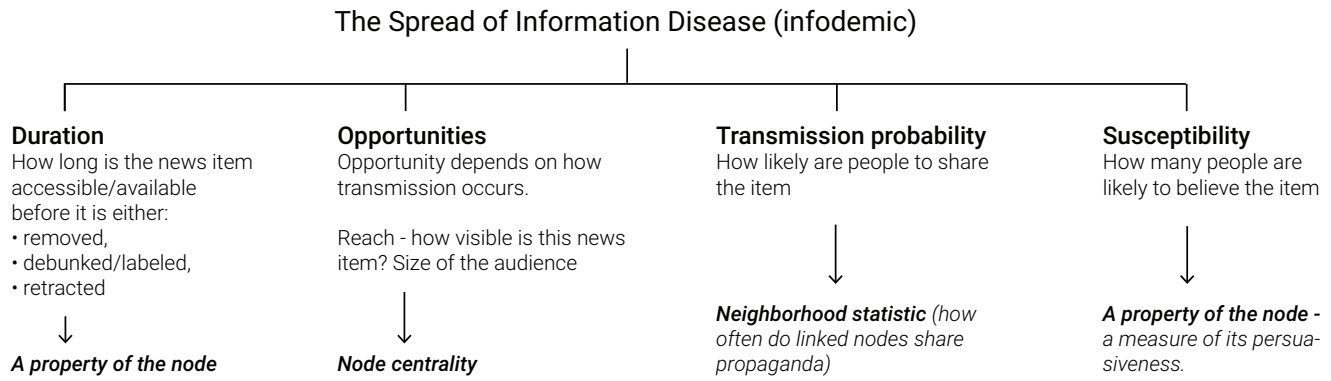 The Spread of Information Disease (infodemic)
Duration
How long is the news item
accessible/available
before it is either:
• removed,
• debunked/labeled,
• retracted
A property of the node
Opportunities
Opportunity depends on how
transmission occurs.
Reach - how visible is this news
item? Size of the audience
Node centrality
Transmission probability
How likely are people to share
the item
Neighborhood statistic (how
often do linked nodes share
propaganda)
Susceptibility
How many people are
likely to believe the item
A property of the node -
a measure of its persua-
siveness.